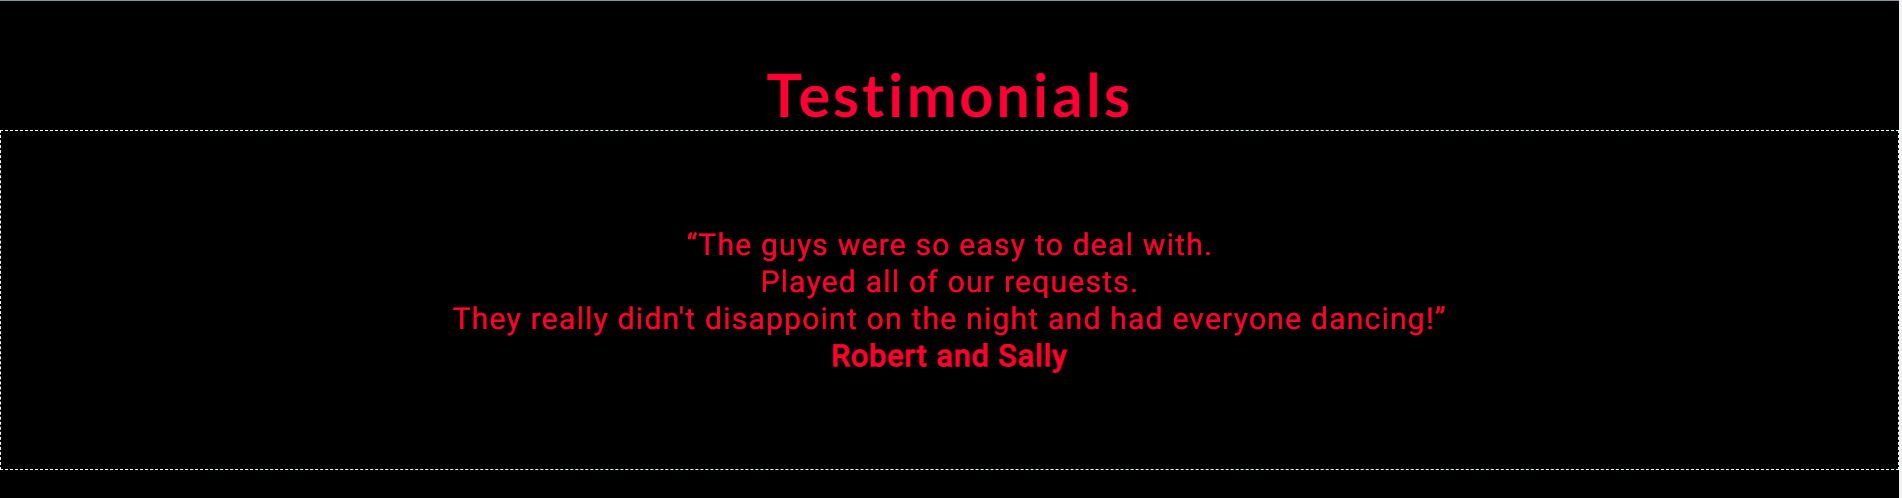 Testimonials
“The guys were so easy to deal with.
Played all of our requests.
They really didn't disappoint on the night and had everyone dancing!”
Robert and Sally